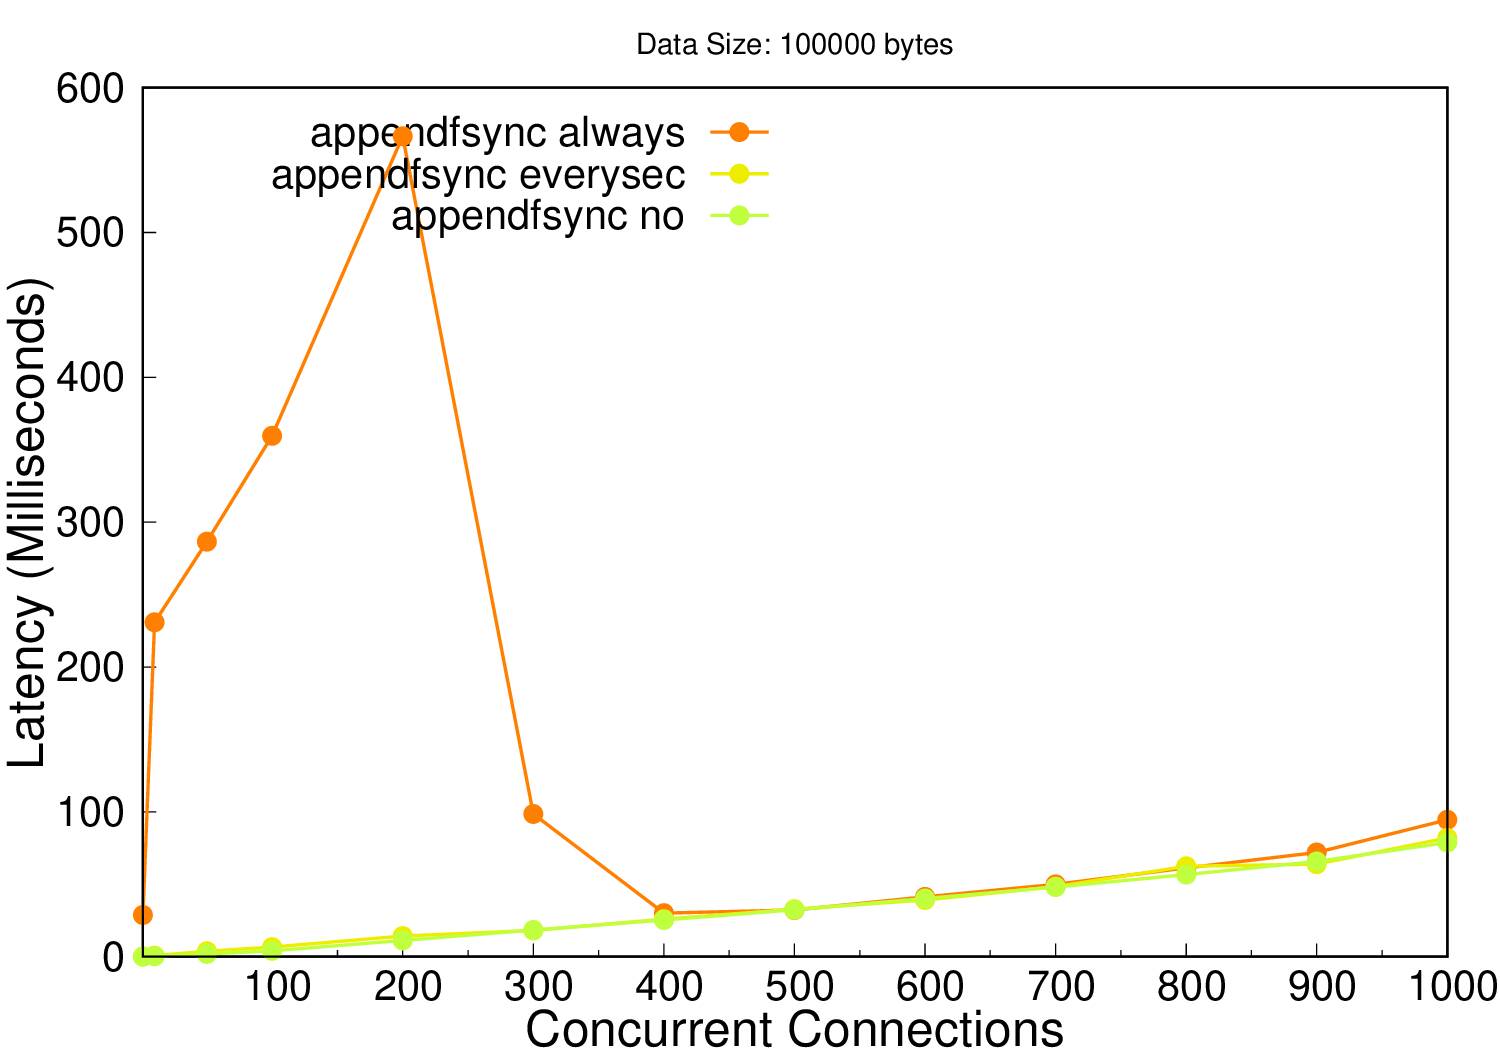 Data Size: 100000 bytes
600
500
400
300
200
100
0
Latency (Milliseconds)
appendfsync always
appendfsync everysec
appendfsync no
100 200 300 400 500 600 700 800 900 1000
Concurrent Connections